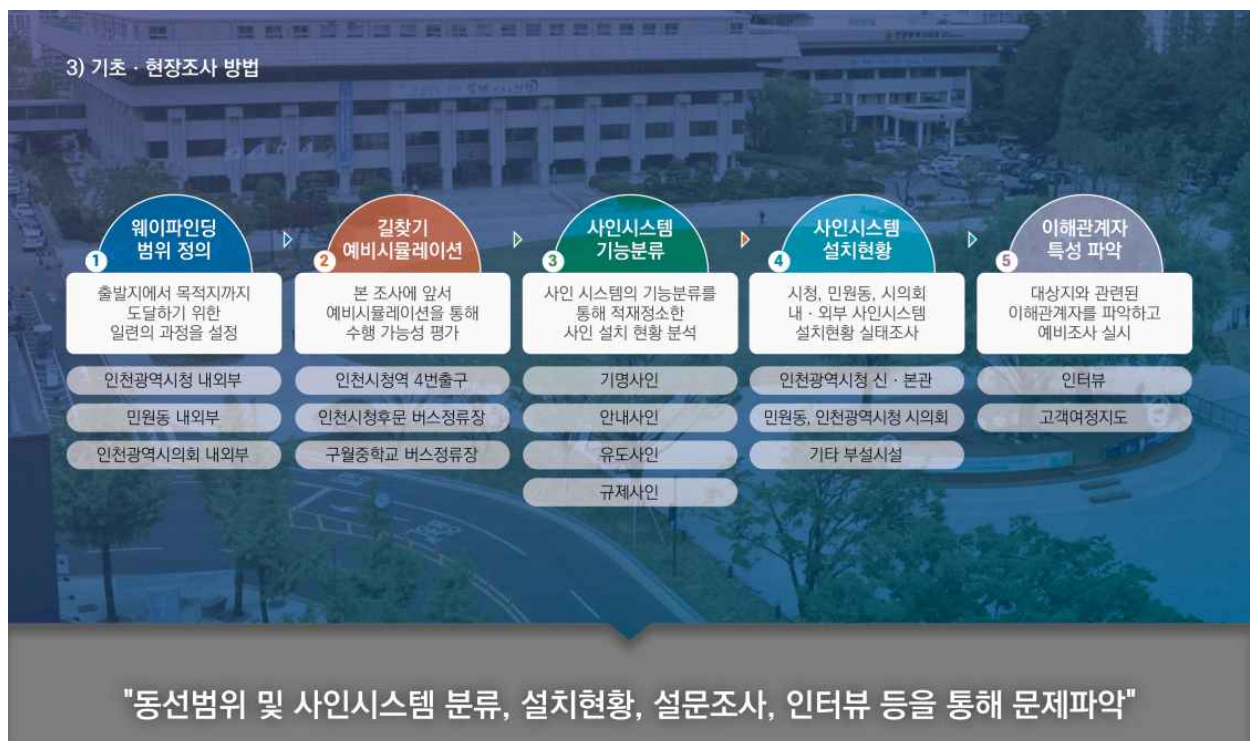 3) 기초 · 현장조사 방법
웨이파인딩
범위 정의
1
출발지에서 목적지까지
도달하기 위한
일련의 과정을 설정
인천광역시청 내외부
민원동 내외부
인천광역시의회 내외부
길찾기
예비시뮬레이션
2
본 조사에 앞서
예비시뮬레이션을 통해
수행 가능성 평가
인천시청역 4번출구
인천시청후문 버스정류장
구월중학교 버스정류장
사인시스템
기능분류
3
사인 시스템의 기능분류를
통해 적재정소한
사인 설치 현황 분석
기명사인
안내사인
유도사인
규제사인
사인시스템
설치현황
4
시청, 민원동, 시의회
내 · 외부 사인시스템
설치현황 실태조사
인천광역시청 신 · 본관
민원동, 인천광역시청 시의회
기타 부설시설
이해관계자
특성 파악
5
대상지와 관련된
이해관계자를 파악하고
예비조사 실시
인터뷰
고객여정지도
"동선범위 및 사인시스템 분류, 설치현황, 설문조사, 인터뷰 등을 통해 문제파악"